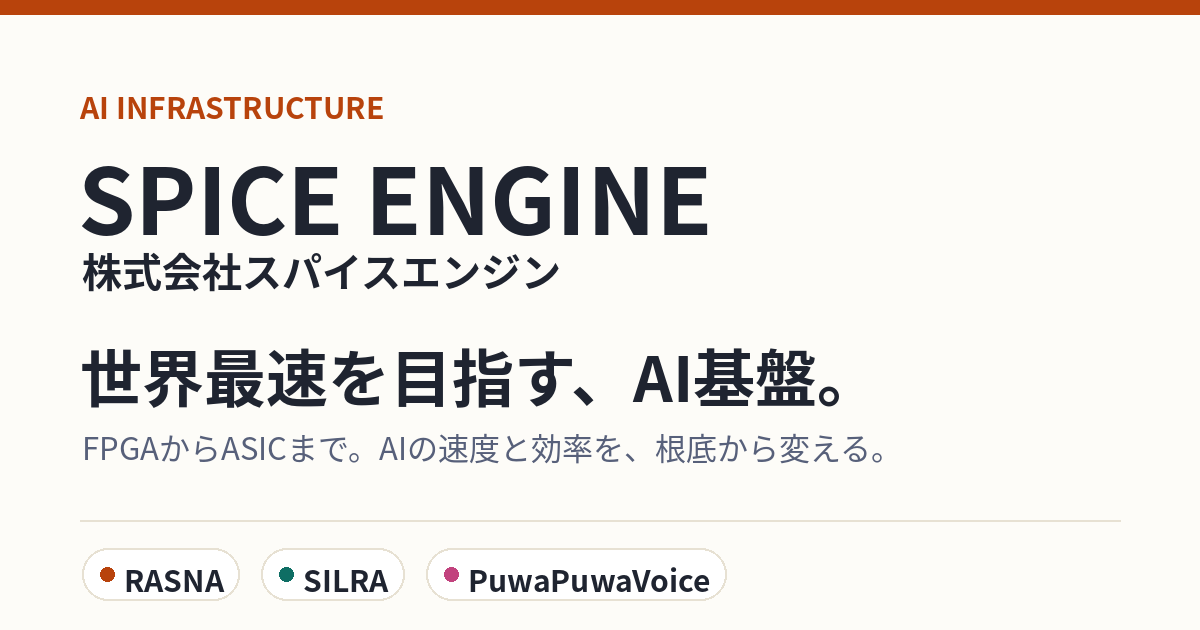 AI INFRASTRUCTURE
SPICE ENGINE
株式会社スパイスエンジン
世界最速を目指す、AI基盤。
FPGAからASICまで。AIの速度と効率を、根底から変える。
RASNA SILRA PuwaPuwaVoice